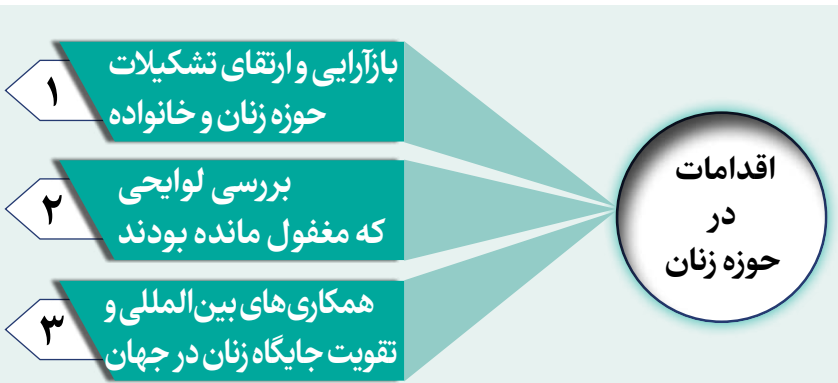 اقدامات
در
حوزه زنان
۱
بازآرایی و ارتقای تشکیلات
حوزه زنان و خانواده
۲
بررسی لوایحی
که مغفول مانده بودند
۳
همکاری‌های بین‌المللی و
تقویت جایگاه زنان در جهان